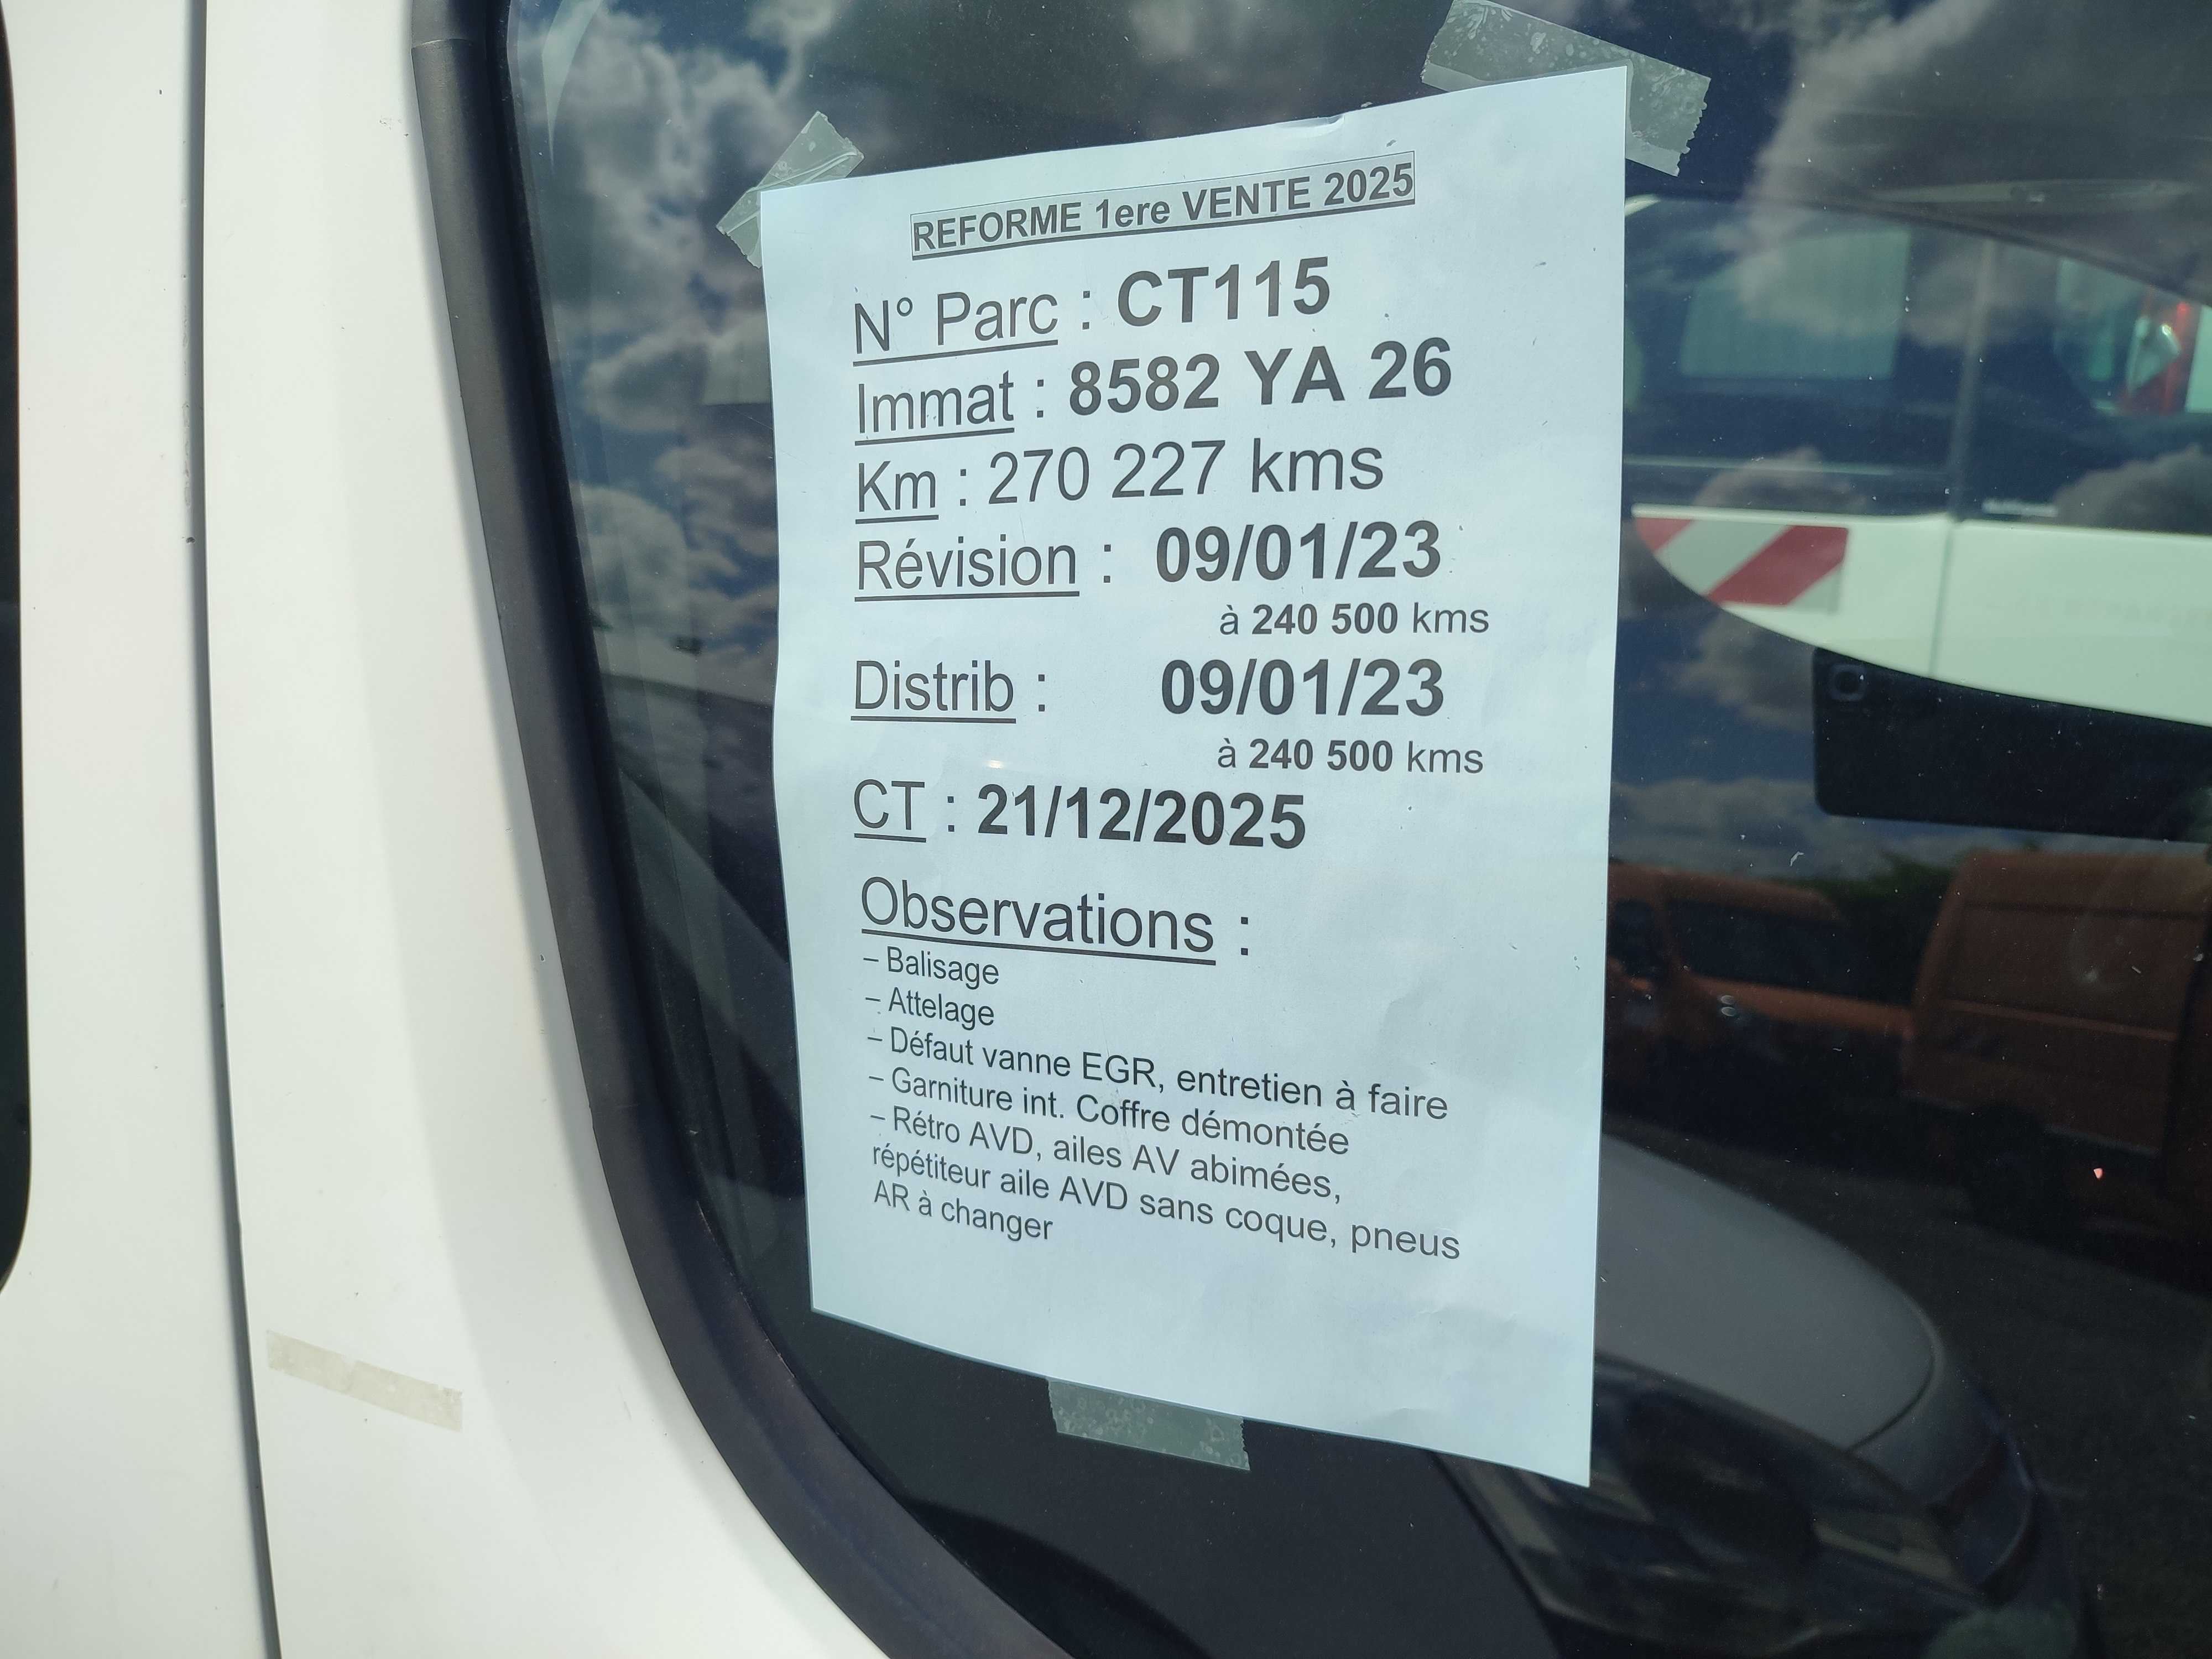 REFORME 1ere VENTE 2025
N° Parc : CT115
Immat : 8582 YA 26
Km : 270 227 kms
Révision : 09/01/23
à 240 500 kms
Distrib : 09/01/23
à 240 500 kms
CT : 21/12/2025
Observations :
– Balisage
– Attelage
– Défaut vanne EGR, entretien à faire
– Garniture int. Coffre démontée
– Rétro AVD, ailes AV abimées,
répétiteur aile AVD sans coque, pneus
AR à changer